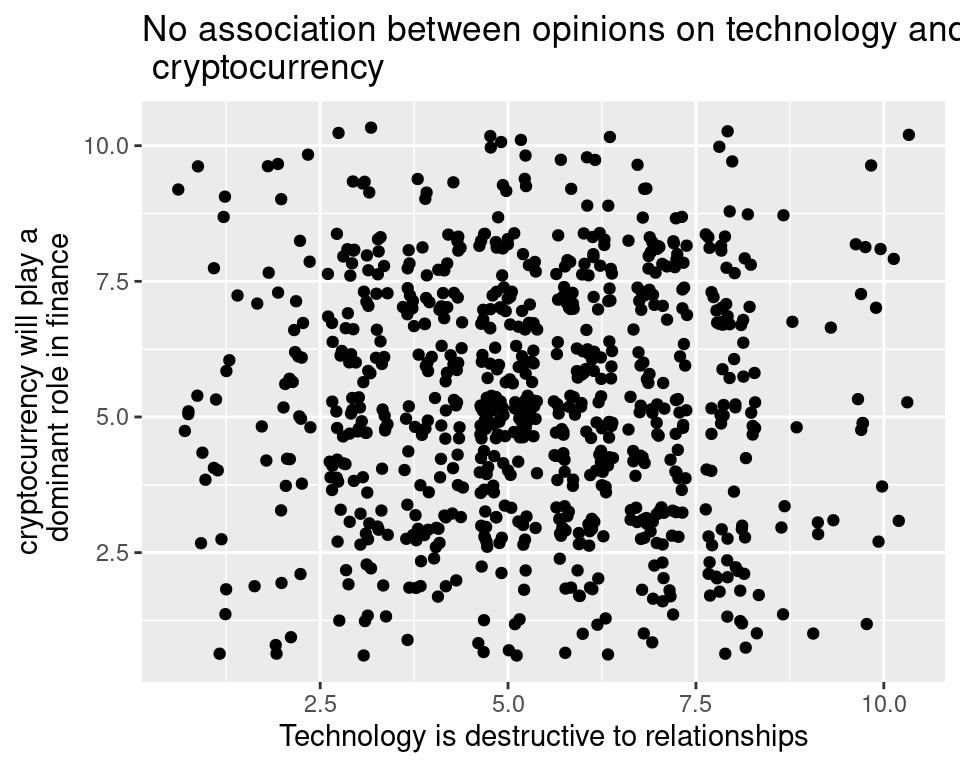 No association between opinions on technology and
cryptocurrency
cryptocurrency will play a
dominant role in finance
10.0
7.5
5.0
2.5
2.5 5.0 7.5 10.0
Technology is destructive to relationships